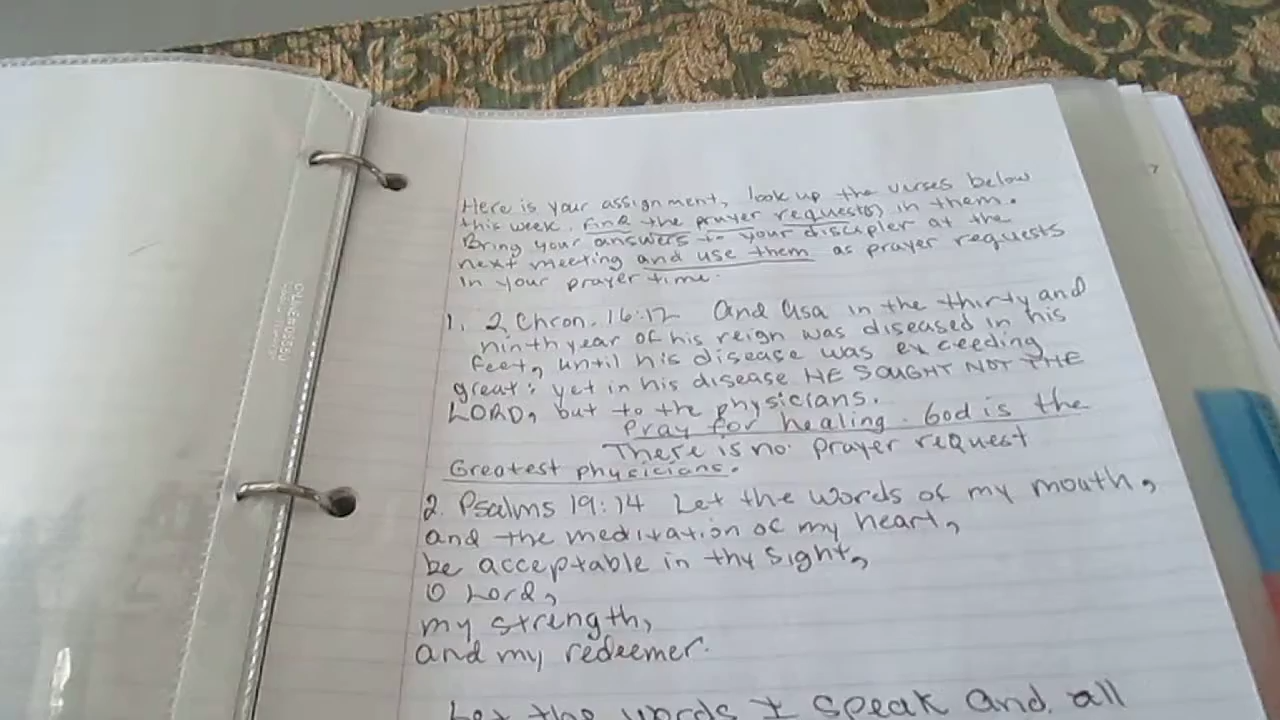 Here is your assignment, look up the verses below
this week. Find the prayer request(s) in them.
Bring your answers to your discipler at the
next meeting and use them as prayer requests
in your prayer time.
1. 2 Chron. 16:12 And Asa in the thirty and
ninth year of his reign was diseased in his
feet, until his disease was exceeding
great: yet in his disease HE SOUGHT NOT THE
LORD, but to the physicians.
Pray for healing. God is the
There is no prayer request
Greatest physicians.
2. Psalms 19:14 Let the words of my mouth,
and the meditation of my heart,
be acceptable in thy sight,
O Lord,
my strength,
and my redeemer.
Let the words I speak and all